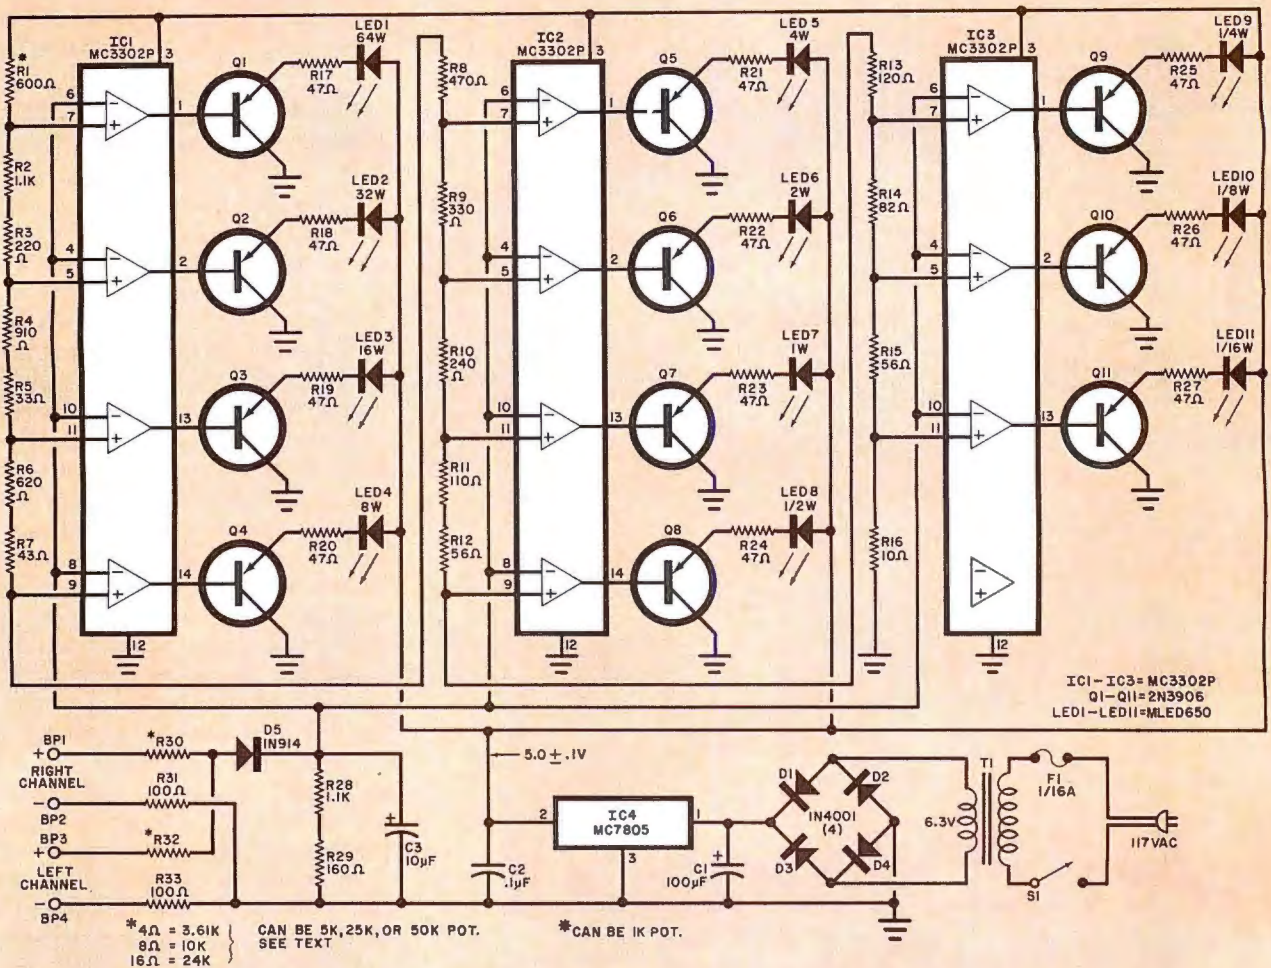 IC1
MC3302P
3
*
R1
600Ω
6
7
1
Q1
R17
47Ω
LED1
64W
R2
1.1K
R3
220
Ω
4
5
2
Q2
R18
47Ω
LED2
32W
R4
910
Ω
R5
33Ω
10
11
13
Q3
R19
47Ω
LED3
16W
R6
620
Ω
R7
43Ω
8
9
14
Q4
R20
47Ω
LED4
8W
12
IC2
MC3302P
3
R8
470Ω
6
7
1
Q5
R21
47Ω
LED5
4W
R9
330
Ω
4
5
2
Q6
R22
47Ω
LED6
2W
R10
240
Ω
10
11
13
Q7
R23
47Ω
LED7
1W
R11
110Ω
R12
56Ω
8
9
14
Q8
R24
47Ω
LED8
1/2W
12
IC3
MC3302P
3
R13
120Ω
6
7
1
Q9
R25
47Ω
LED9
1/4W
R14
82Ω
4
5
2
Q10
R26
47Ω
LED10
1/8W
R15
56Ω
10
11
13
Q11
R27
47Ω
LED11
1/16W
R16
10Ω
12
IC1-IC3=MC3302P
Q1-Q11=2N3906
LED1-LED11=MLED650
BP1
+
RIGHT
CHANNEL
-
BP2
BP3
+
LEFT
CHANNEL
-
BP4
*R30
R31
100Ω
*R32
R33
100Ω
D5
1N914
R28
1.1K
R29
160Ω
+
C3
10µF
5.0±.1V
C2
.1µF
2
IC4
MC7805
1
3
+
C1
100µF
D1
D2
1N4001
(4)
D3
D4
6.3V
T1
F1
1/16A
117VAC
S1
*4Ω = 3.61K
8Ω = 10K
16Ω = 24K
CAN BE 5K, 25K, OR 50K POT.
SEE TEXT
*CAN BE 1K POT.